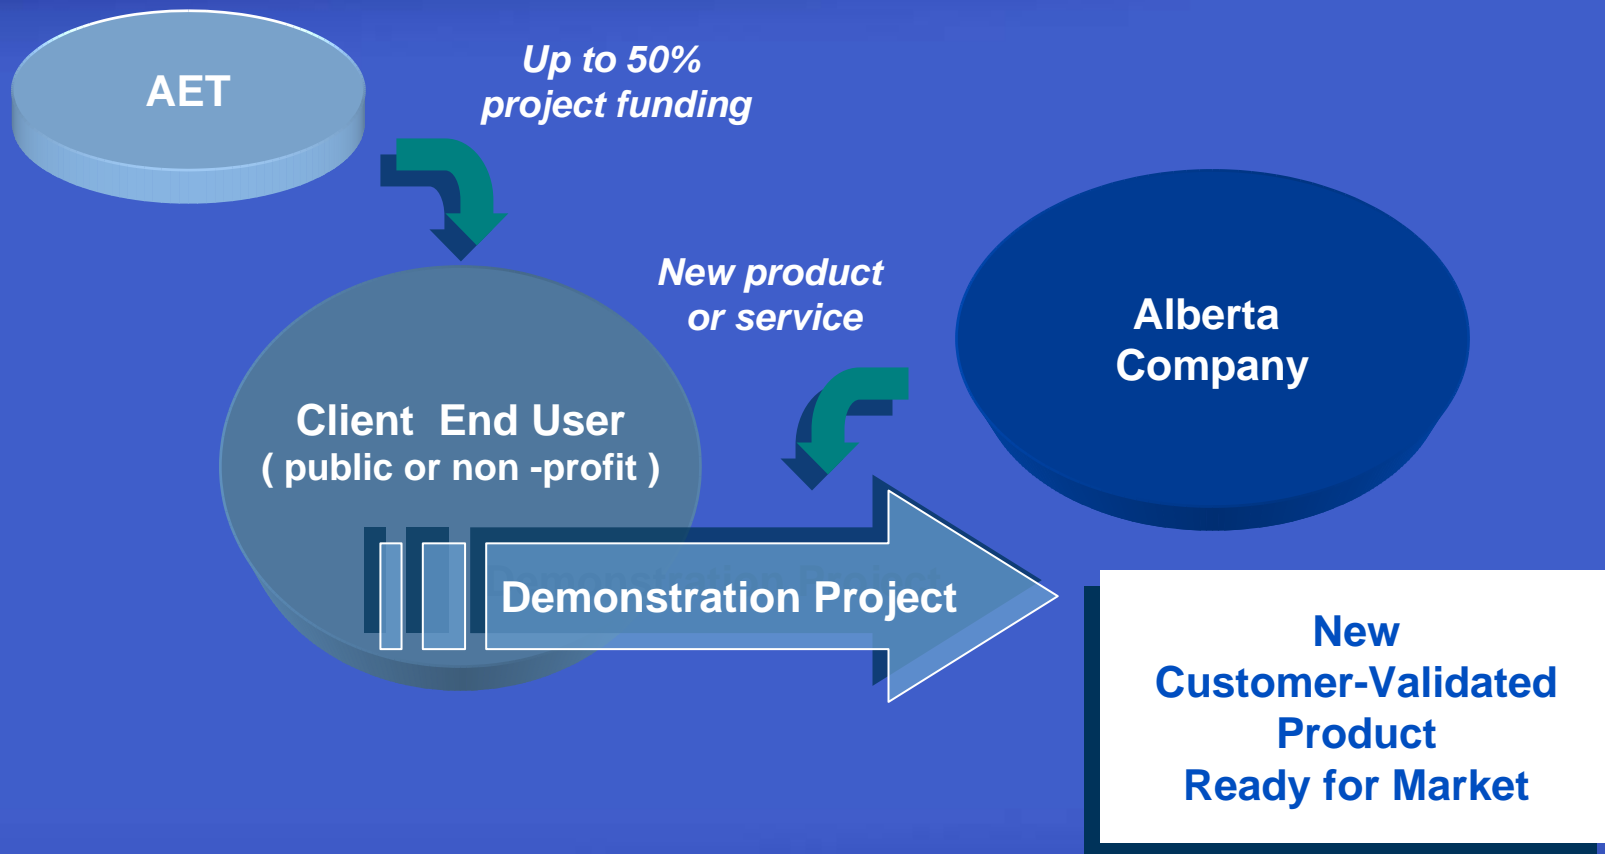 AET
Up to 50%
project funding
New product
or service
Alberta
Company
Client End User
( public or non -profit )
Demonstration Project
New
Customer-Validated
Product
Ready for Market